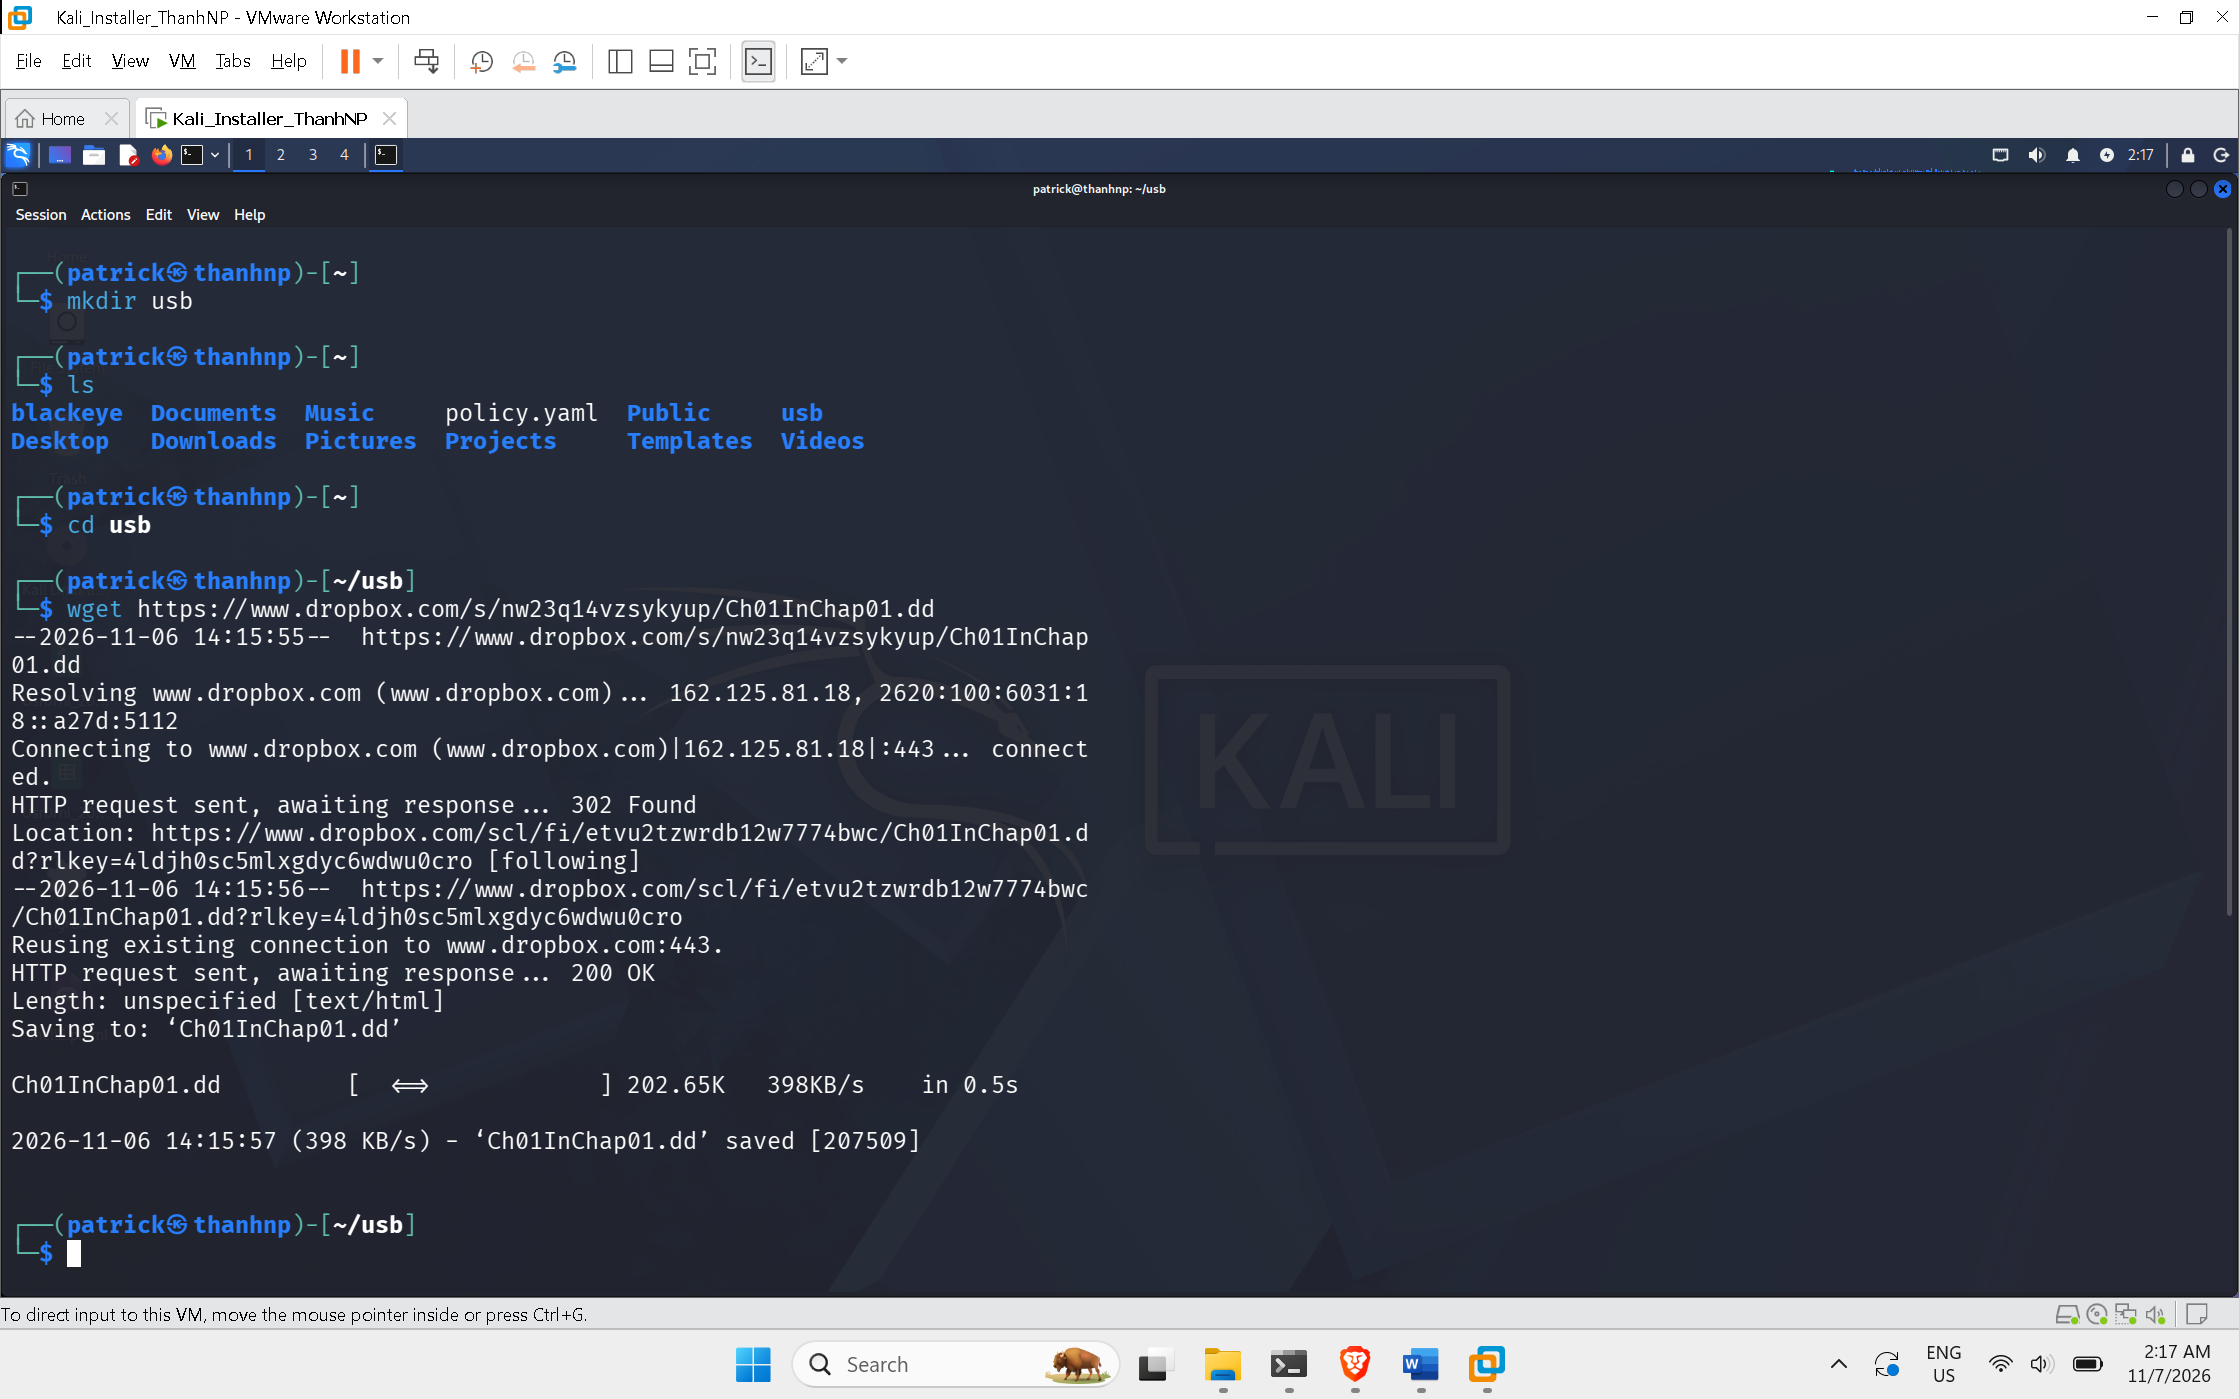 Kali_Installer_ThanhNP - VMware Workstation
File Edit View VM Tabs Help
Home
Kali_Installer_ThanhNP
1 2 3 4
2:17
patrick@thanhnp: ~/usb
Session Actions Edit View Help
┌──(patrick㉿thanhnp)-[~]
└─$ mkdir usb
┌──(patrick㉿thanhnp)-[~]
└─$ ls
blackeye Documents Music policy.yaml Public usb
Desktop Downloads Pictures Projects Templates Videos
Trash
┌──(patrick㉿thanhnp)-[~]
└─$ cd usb
┌──(patrick㉿thanhnp)-[~/usb]
└─$ wget https://www.dropbox.com/s/nw23q14vzsykyup/Ch01InChap01.dd
--2026-11-06 14:15:55-- https://www.dropbox.com/s/nw23q14vzsykyup/Ch01InChap
01.dd
Resolving www.dropbox.com (www.dropbox.com)... 162.125.81.18, 2620:100:6031:1
8::a27d:5112
Connecting to www.dropbox.com (www.dropbox.com)|162.125.81.18|:443... connect
ed.
HTTP request sent, awaiting response... 302 Found
Location: https://www.dropbox.com/scl/fi/etvu2tzwrdb12w7774bwc/Ch01InChap01.d
d?rlkey=4ldjh0sc5mlxgdyc6wdwu0cro [following]
--2026-11-06 14:15:56-- https://www.dropbox.com/scl/fi/etvu2tzwrdb12w7774bwc
/Ch01InChap01.dd?rlkey=4ldjh0sc5mlxgdyc6wdwu0cro
Reusing existing connection to www.dropbox.com:443.
HTTP request sent, awaiting response... 200 OK
Length: unspecified [text/html]
Saving to: ‘Ch01InChap01.dd’
Ch01InChap01.dd [ <=> ] 202.65K 398KB/s in 0.5s
2026-11-06 14:15:57 (398 KB/s) - ‘Ch01InChap01.dd’ saved [207509]
┌──(patrick㉿thanhnp)-[~/usb]
└─$
KALI
To direct input to this VM, move the mouse pointer inside or press Ctrl+G.
Search
ENG
US
2:17 AM
11/7/2026